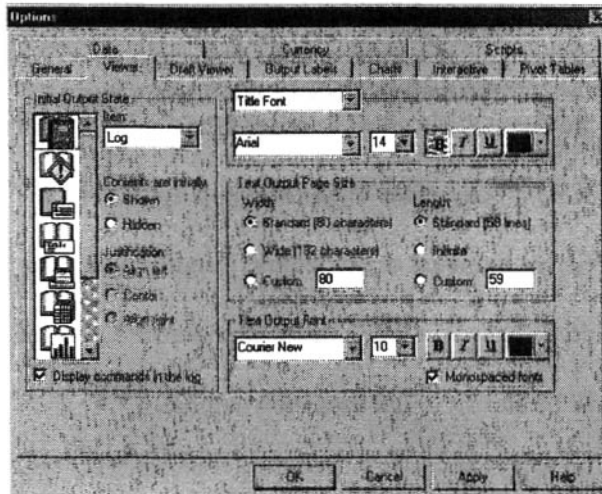 Options
Data Currency Scripts
General Viewer Draft Viewer Output Labels Charts Interactive Pivot Tables
Initial Output State
Item:
Log
Contents are initially:
Shown
Hidden
Justification
Align left
Center
Align right
Display commands in the log
Title Font
Arial 14 B I U
Text Output Page Size
Width: Length:
Standard (80 characters) Standard (59 lines)
Wide (132 characters) Infinite
Custom: 80 Custom: 59
Text Output Font
Courier New 10 B I U
Monospaced fonts
OK Cancel Apply Help